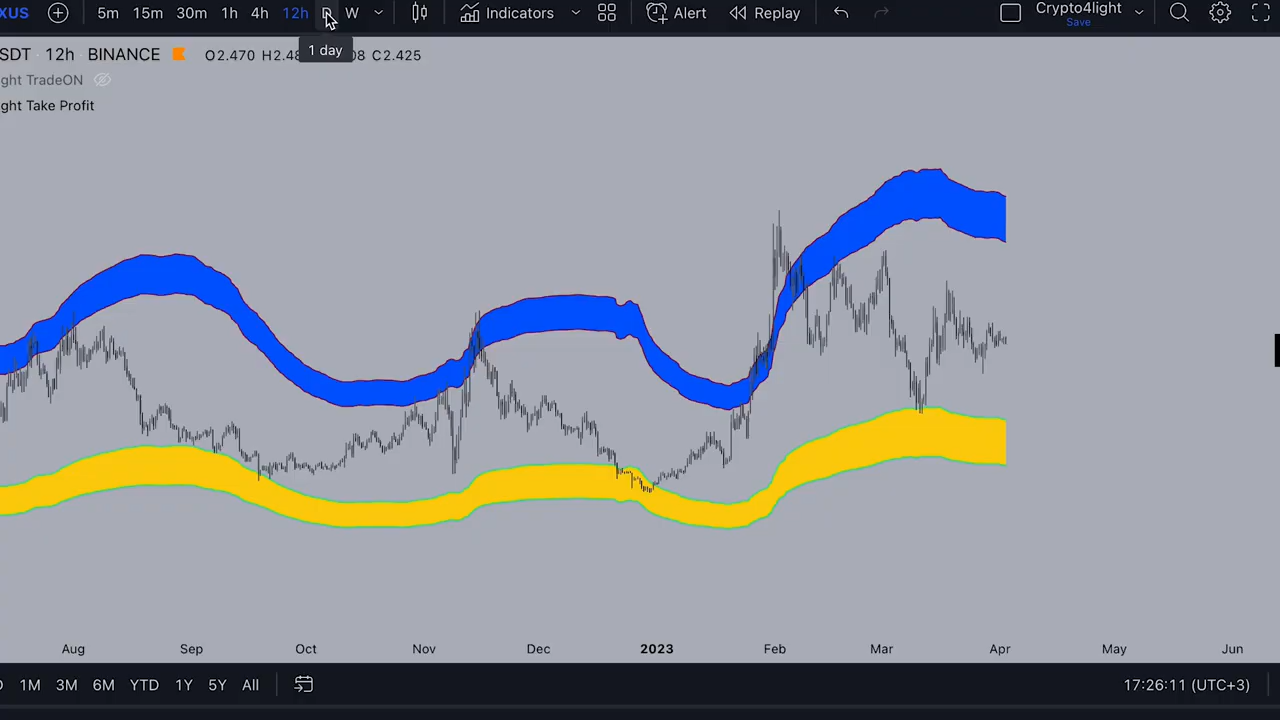 XUS 5m 15m 30m 1h 4h 12h D W Indicators Alert Replay Crypto4light
Save
1 day
SDT 12h BINANCE O2.470 H2.48 08 C2.425
ght TradeON
ght Take Profit
Aug Sep Oct Nov Dec 2023 Feb Mar Apr May Jun
1M 3M 6M YTD 1Y 5Y All 17:26:11 (UTC+3)